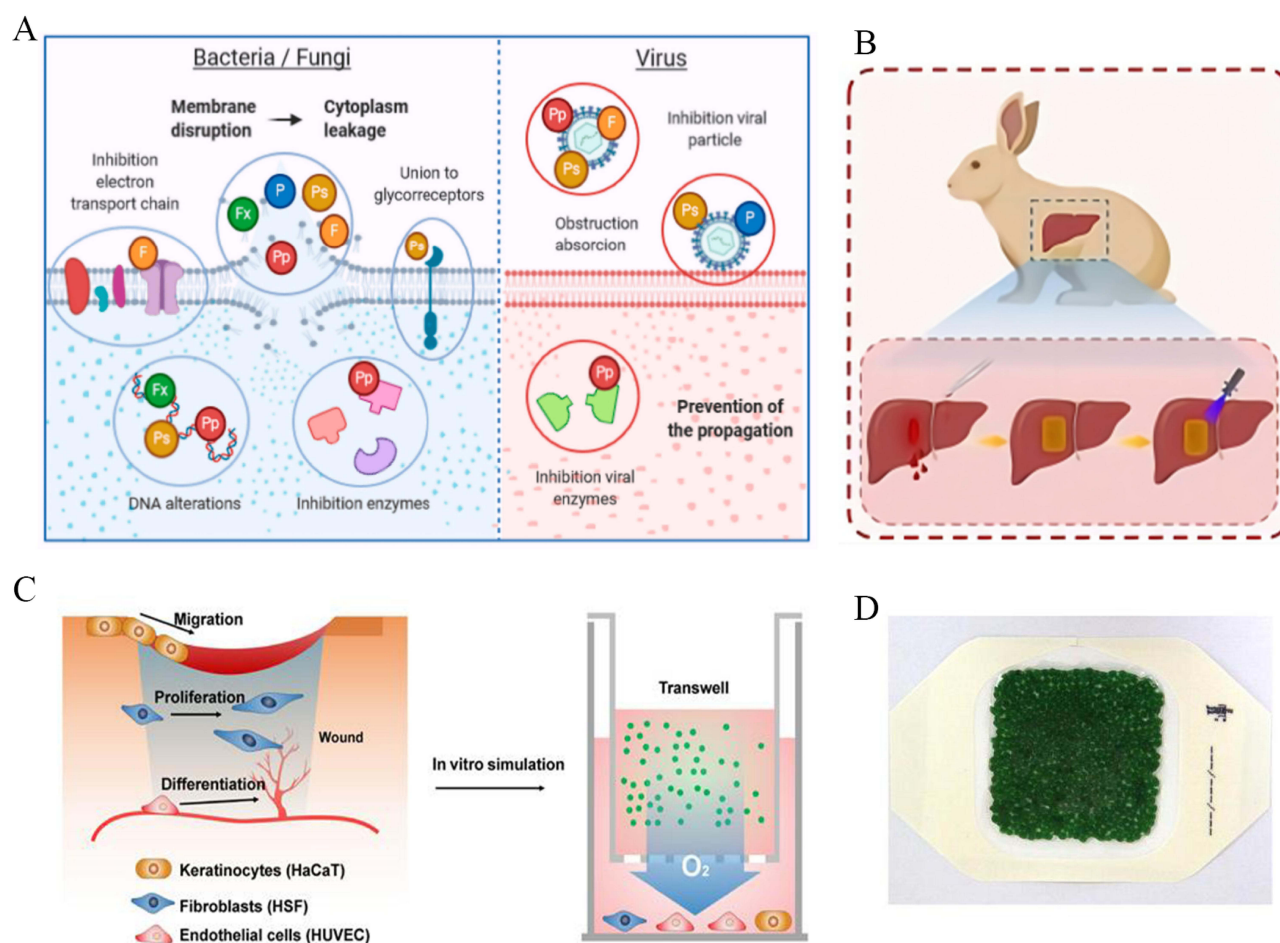 A
Bacteria / Fungi
Membrane
disruption
Cytoplasm
leakage
Inhibition
electron
transport chain
Union to
glycorreceptors
Fx
P
Ps
F
Pp
F
Ps
DNA alterations
Fx
Ps
Pp
Inhibition enzymes
Pp
Virus
Pp
F
Ps
Inhibition viral
particle
Obstruction
absorcion
Ps
P
Pp
Inhibition viral
enzymes
Prevention of
the propagation
B
C
Migration
Proliferation
Wound
Differentiation
Keratinocytes (HaCaT)
Fibroblasts (HSF)
Endothelial cells (HUVEC)
In vitro simulation
Transwell
O₂
D